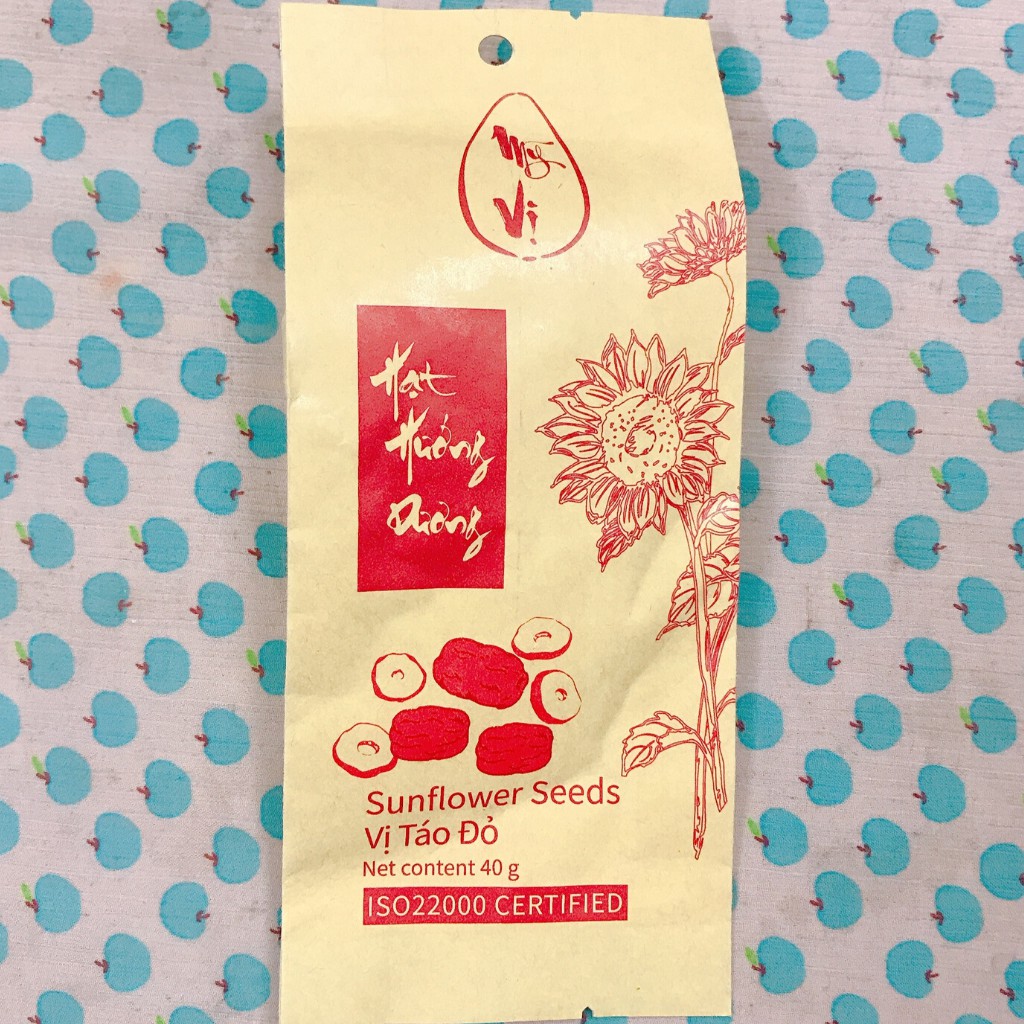 Mỹ
Vị
Hạt
Hướng
Dương
Sunflower Seeds
Vị Táo Đỏ
Net content 40 g
ISO22000 CERTIFIED